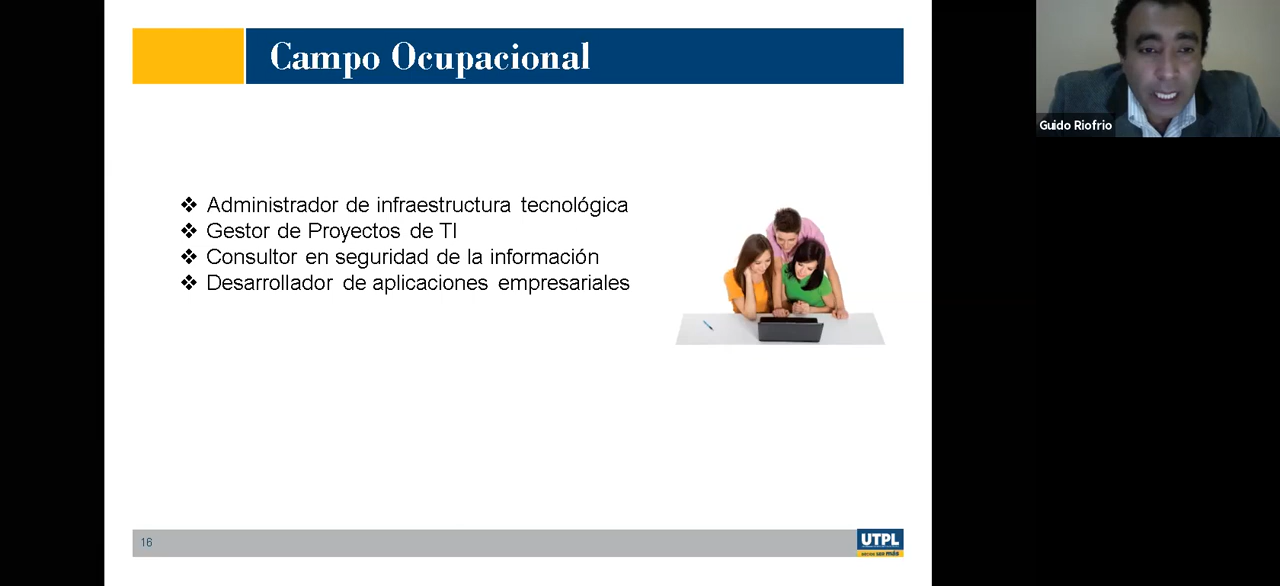 Campo Ocupacional
Guido Riofrio
❖ Administrador de infraestructura tecnológica
❖ Gestor de Proyectos de TI
❖ Consultor en seguridad de la información
❖ Desarrollador de aplicaciones empresariales
16
UTPL